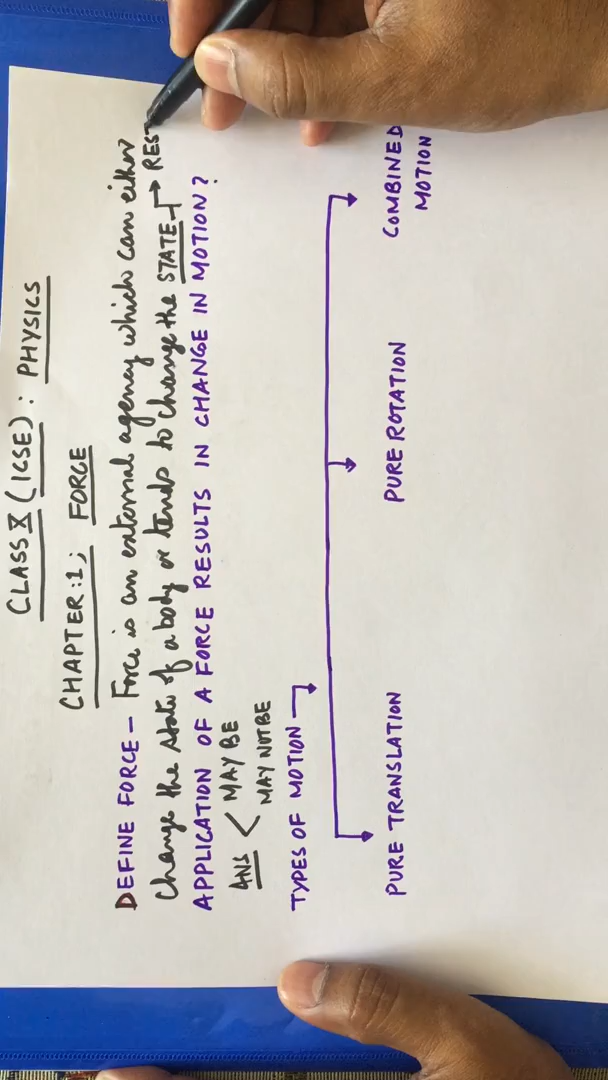 CLASS X (ICSE) : PHYSICS
CHAPTER : 1 ; FORCE
DEFINE FORCE - Force is an external agency which can either
change the state of a body or tends to change the STATE → RES
APPLICATION OF A FORCE RESULTS IN CHANGE IN MOTION?
ANS < MAY BE
MAY NOT BE
TYPES OF MOTION
PURE TRANSLATION PURE ROTATION COMBINED
MOTION